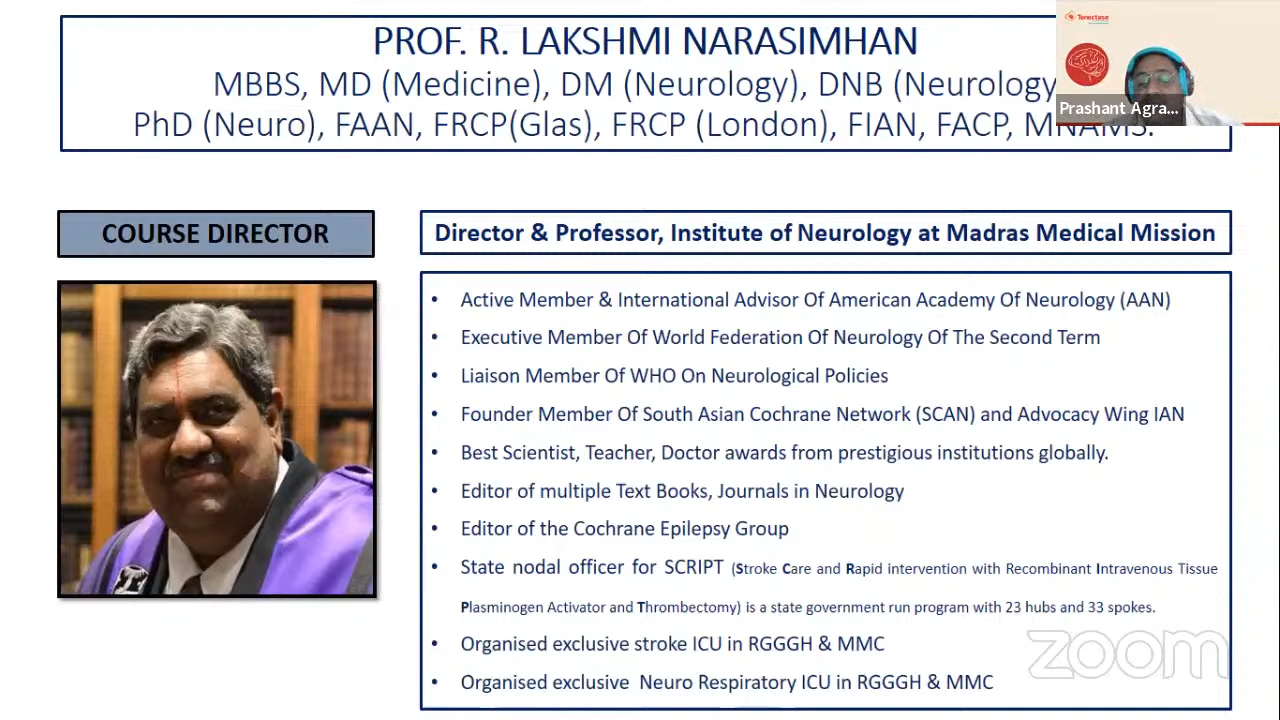 PROF. R. LAKSHMI NARASIMHAN
MBBS, MD (Medicine), DM (Neurology), DNB (Neurology
PhD (Neuro), FAAN, FRCP(Glas), FRCP (London), FIAN, FACP, MNAMS.
Tenectase
Prashant Agra...
COURSE DIRECTOR
Director & Professor, Institute of Neurology at Madras Medical Mission
• Active Member & International Advisor Of American Academy Of Neurology (AAN)
• Executive Member Of World Federation Of Neurology Of The Second Term
• Liaison Member Of WHO On Neurological Policies
• Founder Member Of South Asian Cochrane Network (SCAN) and Advocacy Wing IAN
• Best Scientist, Teacher, Doctor awards from prestigious institutions globally.
• Editor of multiple Text Books, Journals in Neurology
• Editor of the Cochrane Epilepsy Group
• State nodal officer for SCRIPT (Stroke Care and Rapid intervention with Recombinant Intravenous Tissue
Plasminogen Activator and Thrombectomy) is a state government run program with 23 hubs and 33 spokes.
• Organised exclusive stroke ICU in RGGGH & MMC
• Organised exclusive Neuro Respiratory ICU in RGGGH & MMC
zoom